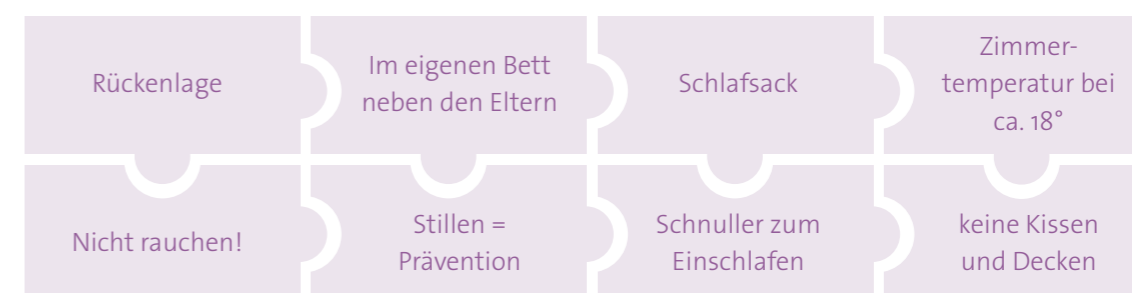 Rückenlage
Im eigenen Bett
neben den Eltern
Schlafsack
Zimmer-
temperatur bei
ca. 18°
Nicht rauchen!
Stillen =
Prävention
Schnuller zum
Einschlafen
keine Kissen
und Decken